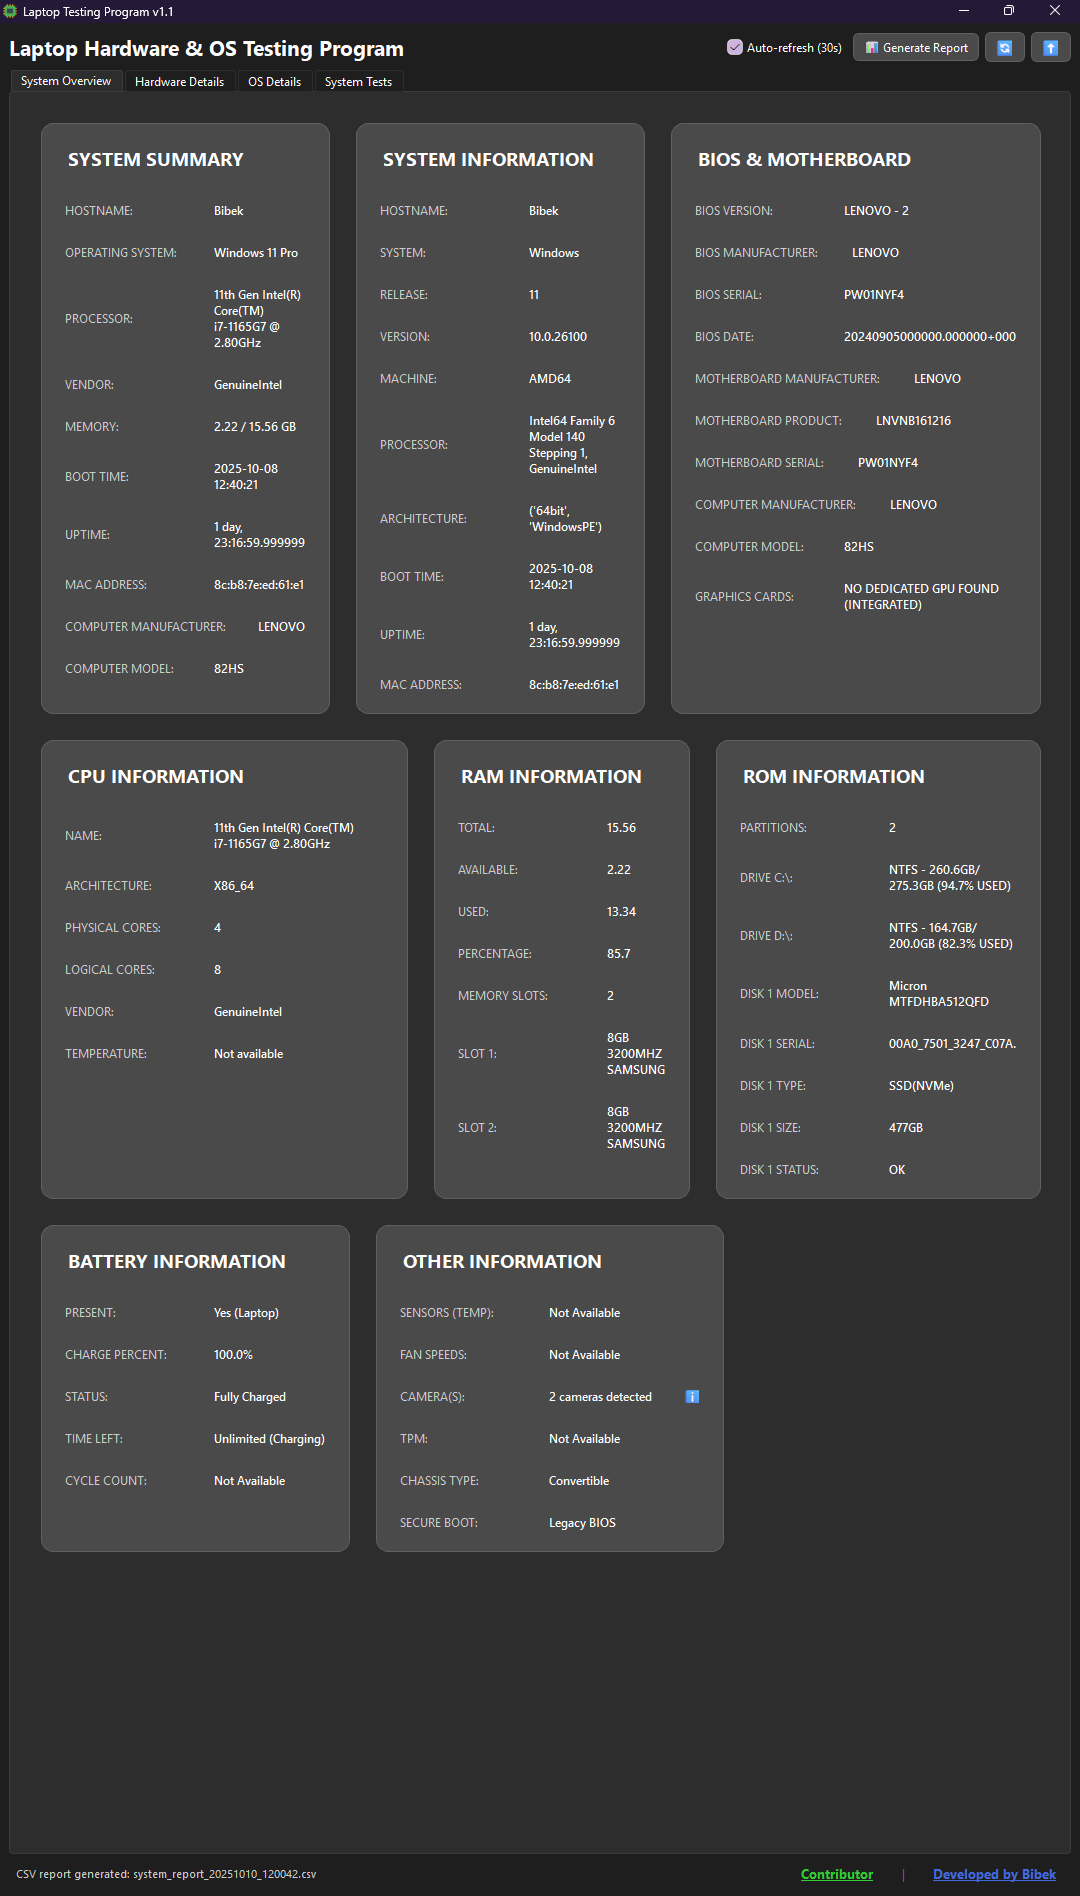 Laptop Testing Program v1.1
Laptop Hardware & OS Testing Program
Auto-refresh (30s)
Generate Report
System Overview
Hardware Details
OS Details
System Tests
SYSTEM SUMMARY
HOSTNAME: Bibek
OPERATING SYSTEM: Windows 11 Pro
PROCESSOR: 11th Gen Intel(R)
Core(TM)
i7-1165G7 @
2.80GHz
VENDOR: GenuineIntel
MEMORY: 2.22 / 15.56 GB
BOOT TIME: 2025-10-08
12:40:21
UPTIME: 1 day,
23:16:59.999999
MAC ADDRESS: 8c:b8:7e:ed:61:e1
COMPUTER MANUFACTURER: LENOVO
COMPUTER MODEL: 82HS
SYSTEM INFORMATION
HOSTNAME: Bibek
SYSTEM: Windows
RELEASE: 11
VERSION: 10.0.26100
MACHINE: AMD64
PROCESSOR: Intel64 Family 6
Model 140
Stepping 1,
GenuineIntel
ARCHITECTURE: ('64bit',
'WindowsPE')
BOOT TIME: 2025-10-08
12:40:21
UPTIME: 1 day,
23:16:59.999999
MAC ADDRESS: 8c:b8:7e:ed:61:e1
BIOS & MOTHERBOARD
BIOS VERSION: LENOVO - 2
BIOS MANUFACTURER: LENOVO
BIOS SERIAL: PW01NYF4
BIOS DATE: 20240905000000.000000+000
MOTHERBOARD MANUFACTURER: LENOVO
MOTHERBOARD PRODUCT: LNVNB161216
MOTHERBOARD SERIAL: PW01NYF4
COMPUTER MANUFACTURER: LENOVO
COMPUTER MODEL: 82HS
GRAPHICS CARDS: NO DEDICATED GPU FOUND
(INTEGRATED)
CPU INFORMATION
NAME: 11th Gen Intel(R) Core(TM)
i7-1165G7 @ 2.80GHz
ARCHITECTURE: X86_64
PHYSICAL CORES: 4
LOGICAL CORES: 8
VENDOR: GenuineIntel
TEMPERATURE: Not available
RAM INFORMATION
TOTAL: 15.56
AVAILABLE: 2.22
USED: 13.34
PERCENTAGE: 85.7
MEMORY SLOTS: 2
SLOT 1: 8GB
3200MHZ
SAMSUNG
SLOT 2: 8GB
3200MHZ
SAMSUNG
ROM INFORMATION
PARTITIONS: 2
DRIVE C:\: NTFS - 260.6GB/
275.3GB (94.7% USED)
DRIVE D:\: NTFS - 164.7GB/
200.0GB (82.3% USED)
DISK 1 MODEL: Micron
MTFDHBA512QFD
DISK 1 SERIAL: 00A0_7501_3247_C07A.
DISK 1 TYPE: SSD(NVMe)
DISK 1 SIZE: 477GB
DISK 1 STATUS: OK
BATTERY INFORMATION
PRESENT: Yes (Laptop)
CHARGE PERCENT: 100.0%
STATUS: Fully Charged
TIME LEFT: Unlimited (Charging)
CYCLE COUNT: Not Available
OTHER INFORMATION
SENSORS (TEMP): Not Available
FAN SPEEDS: Not Available
CAMERA(S): 2 cameras detected
TPM: Not Available
CHASSIS TYPE: Convertible
SECURE BOOT: Legacy BIOS
CSV report generated: system_report_20251010_120042.csv
Contributor | Developed by Bibek